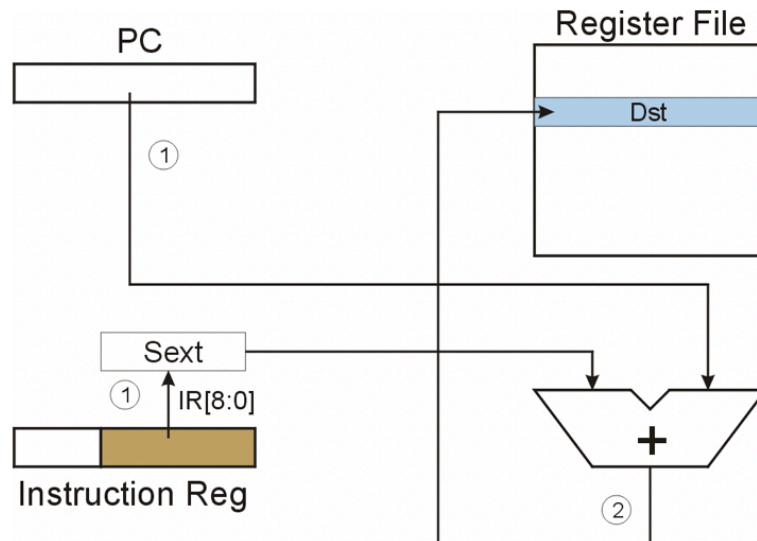 Register File
PC
Dst
①
Sext
①
IR[8:0]
+
Instruction Reg
②